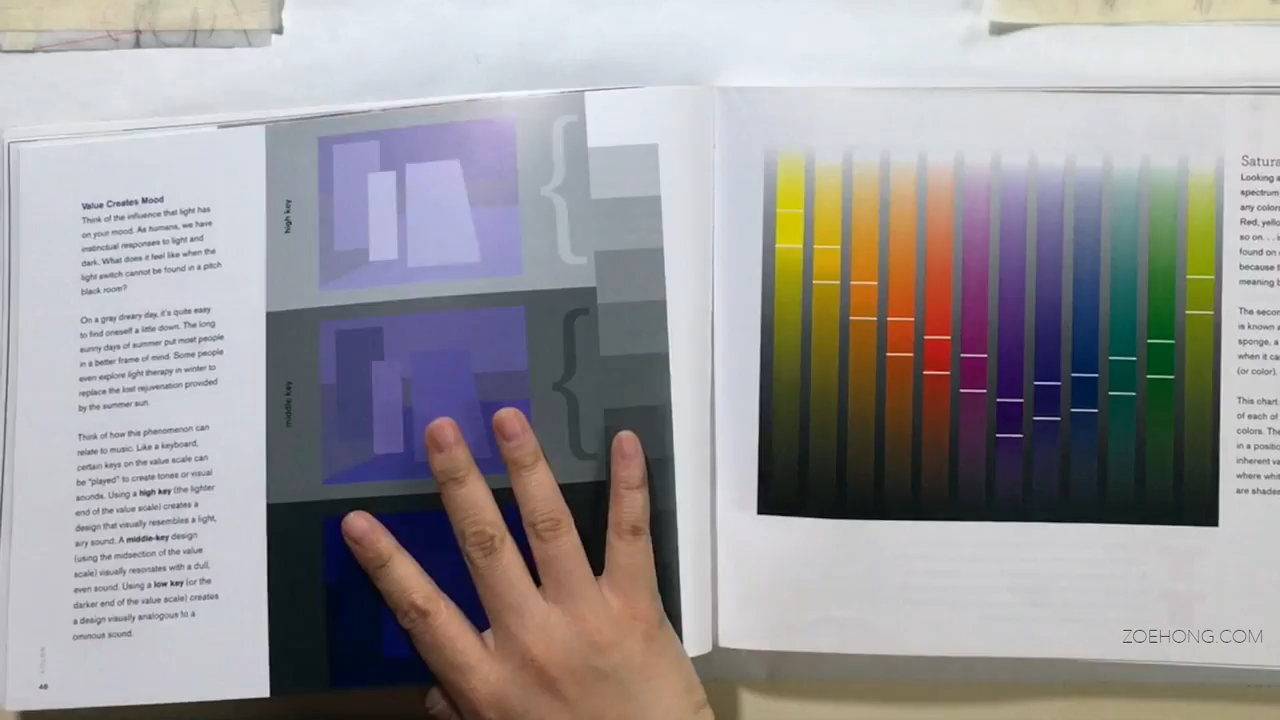 Value Creates Mood
Think of the influence that light has
on your mood. As humans, we have
instinctual responses to light and
dark. What does it feel like when the
light switch cannot be found in a pitch
black room?
On a gray dreary day, it's quite easy
to find oneself a little down. The long
sunny days of summer put most people
in a better frame of mind. Some people
even explore light therapy in winter to
replace the lost rejuvenation provided
by the summer sun.
Think of how this phenomenon can
relate to music. Like a keyboard,
certain keys on the value scale can
be "played" to create tones or visual
sounds. Using a high key (the lighter
end of the value scale) creates a
design that visually resembles a light,
airy sound. A middle-key design
(using the midsection of the value
scale) visually resonates with a dull,
even sound. Using a low key (or the
darker end of the value scale) creates
a design visually analogous to a
ominous sound.
COLOR
46
high key
middle key
Satura
Looking a
spectrum
any colors
Red, yello
so on. . .
found on
because
meaning b
The secon
is known a
sponge, a
when it ca
(or color).
This chart
of each of
colors. The
in a positio
inherent va
where whit
are shades
ZOEHONG.COM